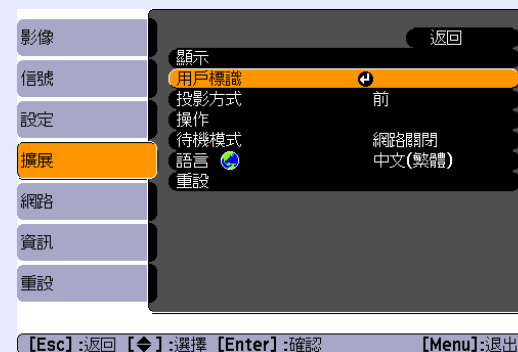 影像
信號
設定
擴展
網路
資訊
重設
返回
顯示
用戶標識
投影方式 前
操作
待機模式 網路關閉
語言 中文(繁體)
重設
[Esc] :返回 [◆] :選擇 [Enter] :確認 [Menu]:退出